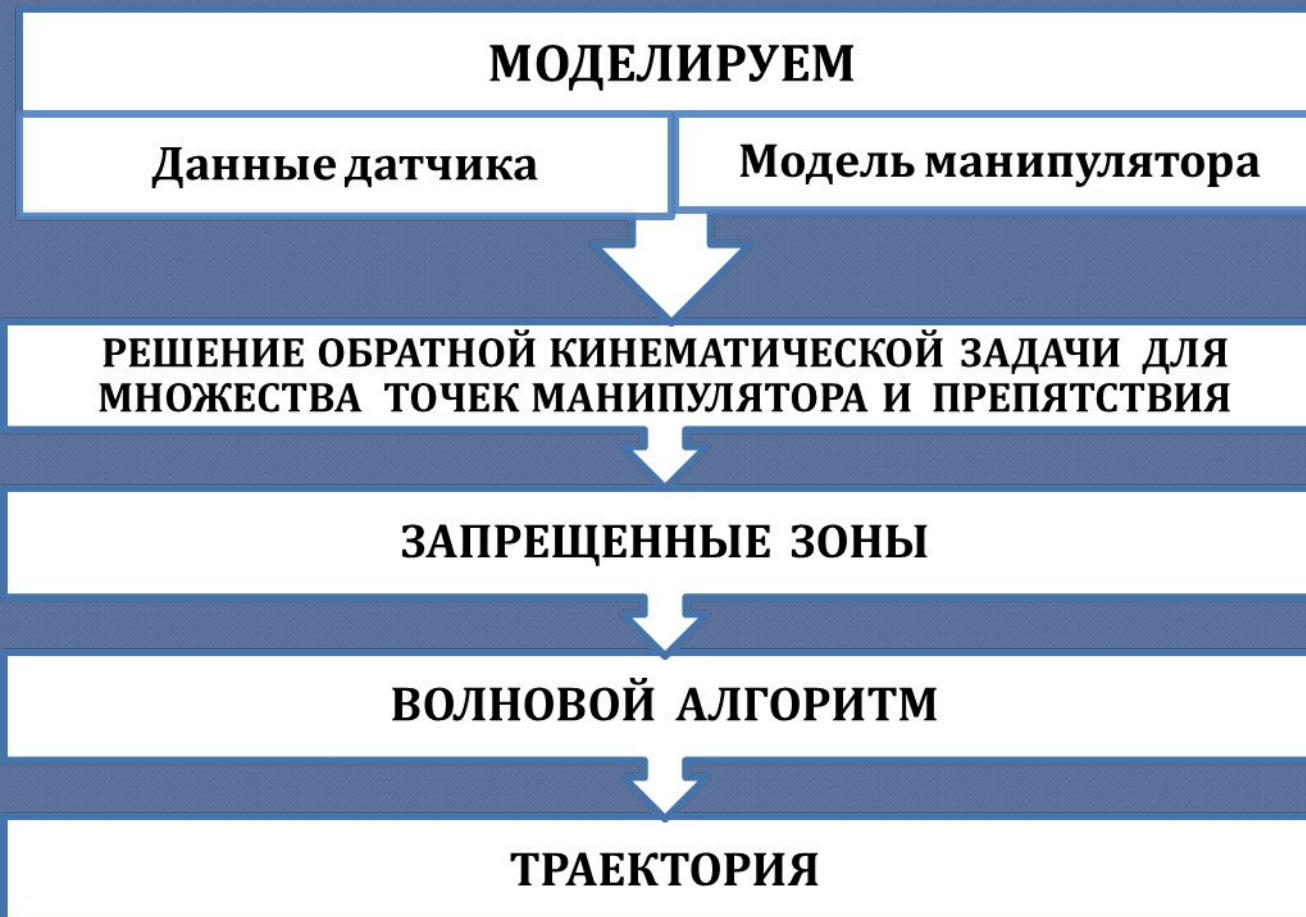 МОДЕЛИРУЕМ
Данные датчика
Модель манипулятора
РЕШЕНИЕ ОБРАТНОЙ КИНЕМАТИЧЕСКОЙ ЗАДАЧИ ДЛЯ
МНОЖЕСТВА ТОЧЕК МАНИПУЛЯТОРА И ПРЕПЯТСТВИЯ
ЗАПРЕЩЕННЫЕ ЗОНЫ
ВОЛНОВОЙ АЛГОРИТМ
ТРАЕКТОРИЯ